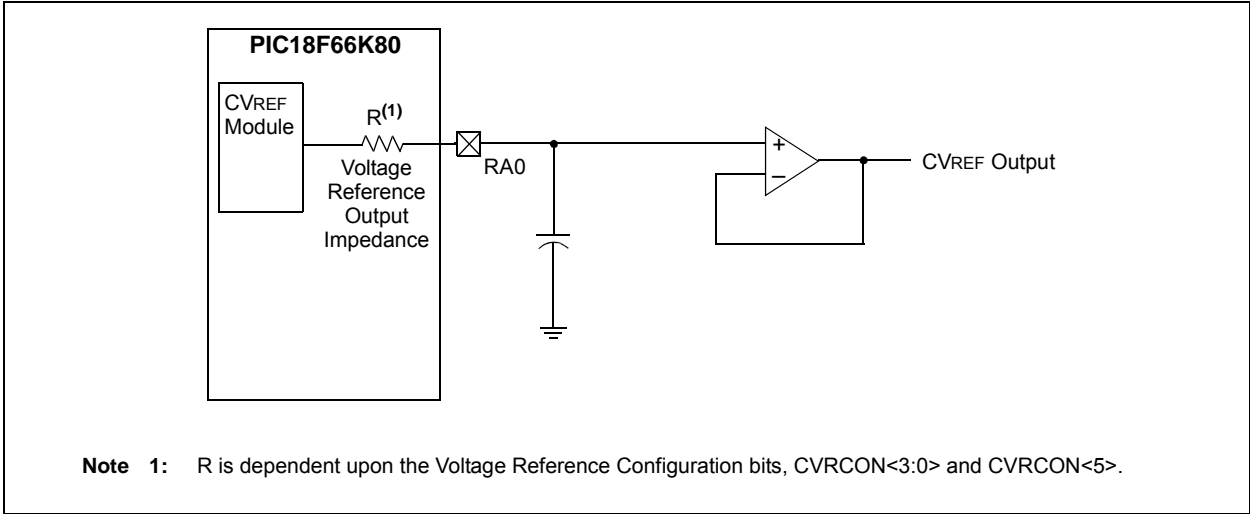 PIC18F66K80
CVREF
Module
R(1)
Voltage
Reference
Output
Impedance
RA0
+
–
CVREF Output
Note 1: R is dependent upon the Voltage Reference Configuration bits, CVRCON<3:0> and CVRCON<5>.